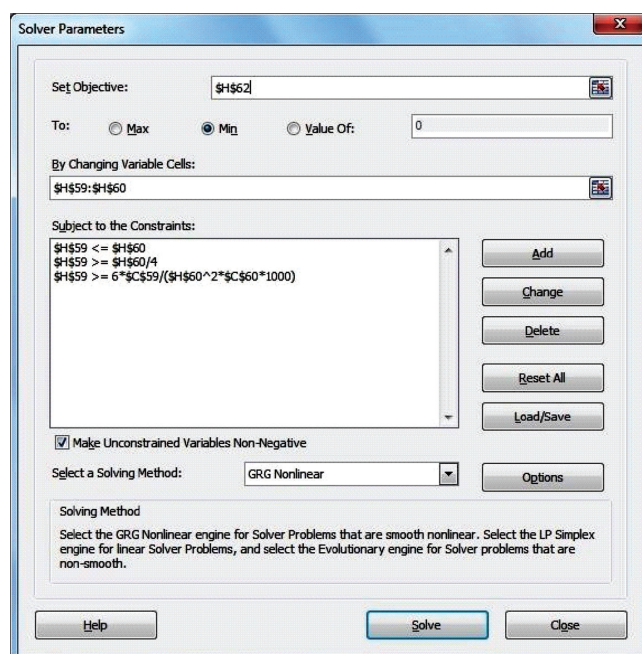 Solver Parameters
Set Objective:
$H$62
To:
Max
Min
Value Of:
0
By Changing Variable Cells:
$H$59:$H$60
Subject to the Constraints:
$H$59 <= $H$60
$H$59 >= $H$60/4
$H$59 >= 6*$C$59/($H$60^2*$C$60*1000)
Add
Change
Delete
Reset All
Load/Save
Make Unconstrained Variables Non-Negative
Select a Solving Method:
GRG Nonlinear
Options
Solving Method
Select the GRG Nonlinear engine for Solver Problems that are smooth nonlinear. Select the LP Simplex
engine for linear Solver Problems, and select the Evolutionary engine for Solver problems that are
non-smooth.
Help
Solve
Close